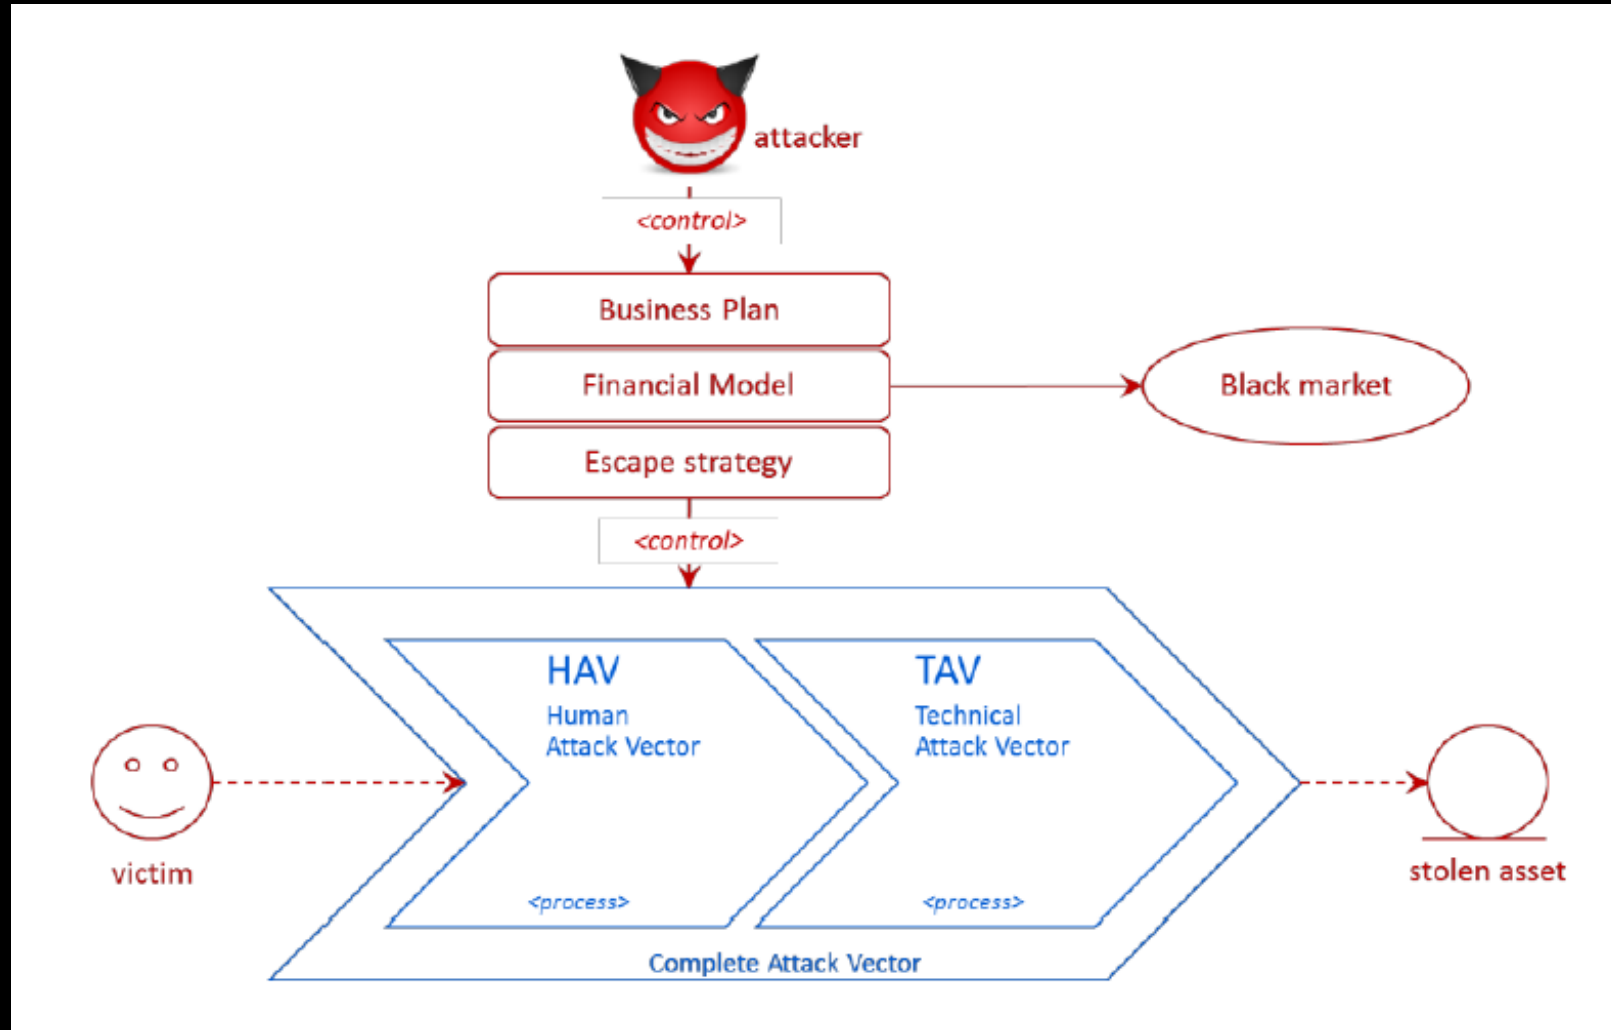 attacker
<control>
Business Plan
Financial Model
Black market
Escape strategy
<control>
HAV
Human
Attack Vector
TAV
Technical
Attack Vector
victim
stolen asset
<process>
<process>
Complete Attack Vector